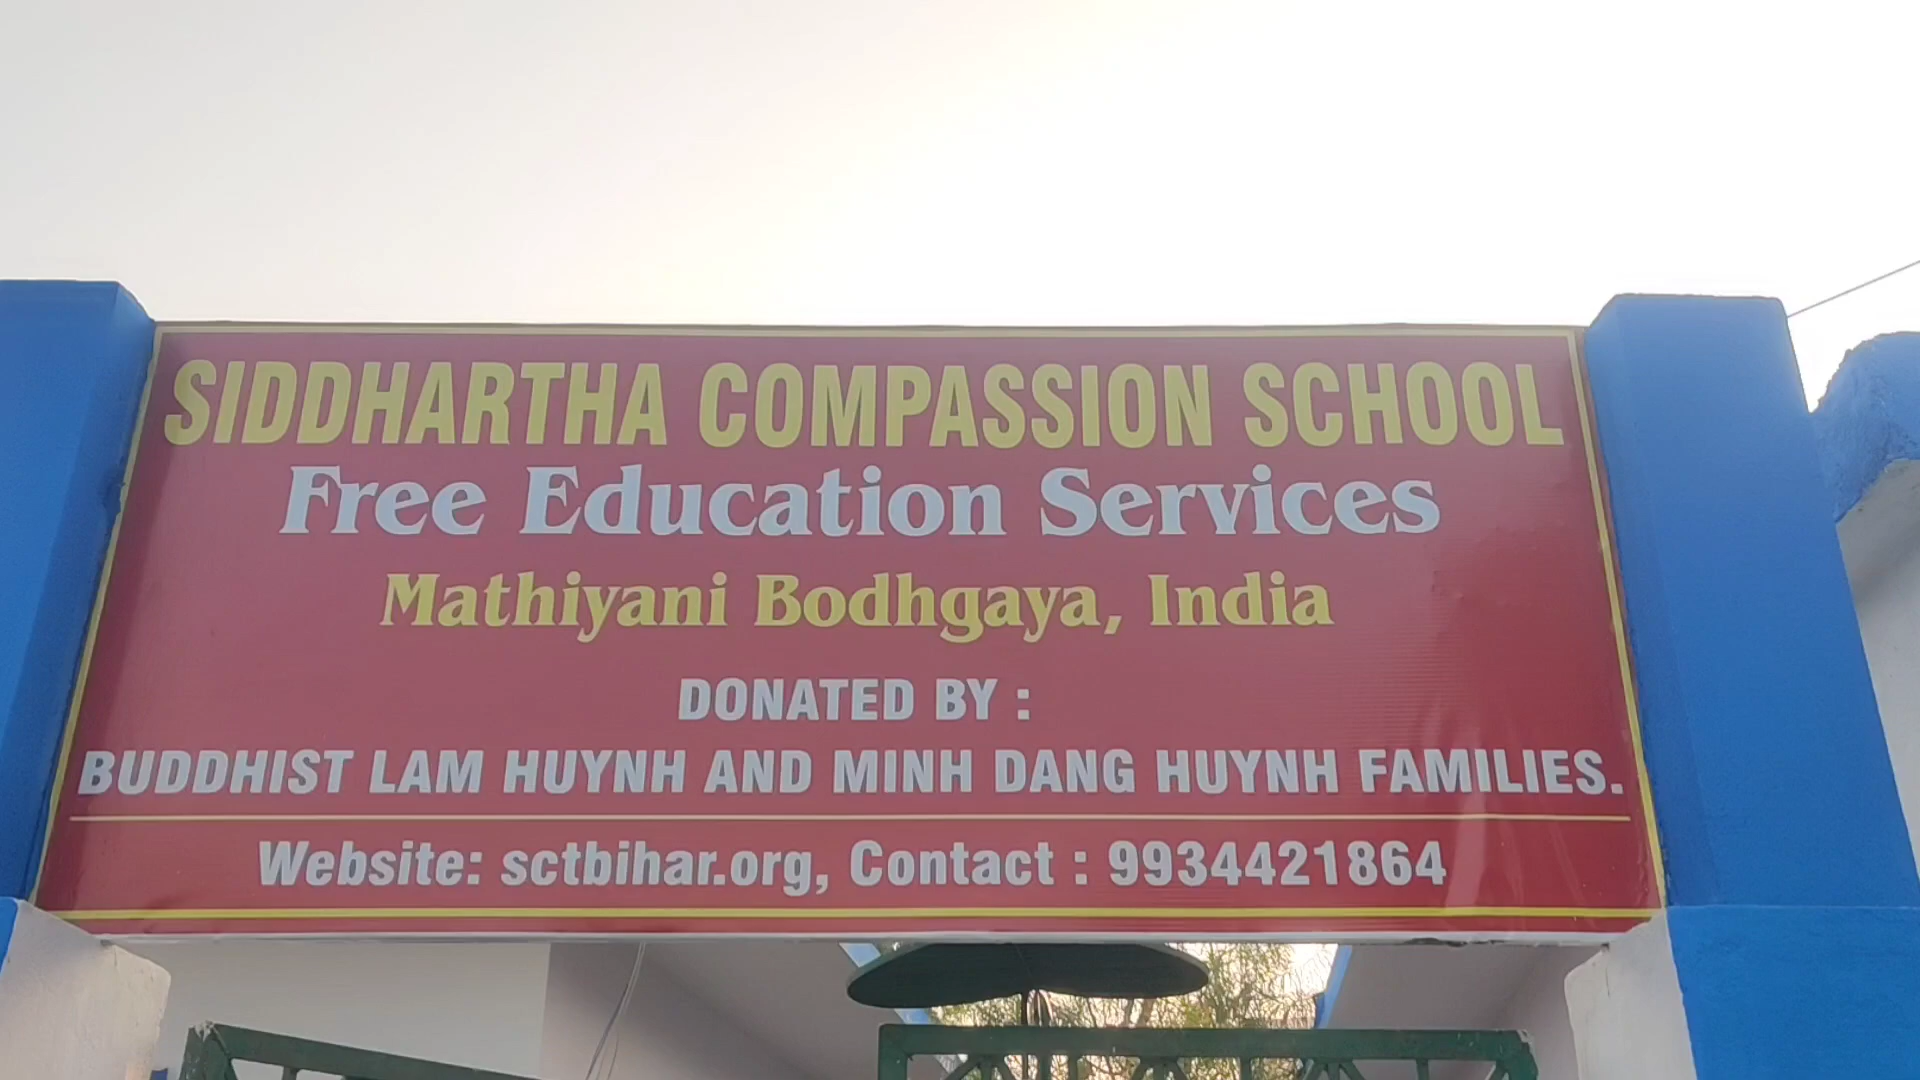 SIDDHARTHA COMPASSION SCHOOL
Free Education Services
Mathiyani Bodhgaya, India
DONATED BY :
BUDDHIST LAM HUYNH AND MINH DANG HUYNH FAMILIES.
Website: sctbihar.org, Contact : 9934421864